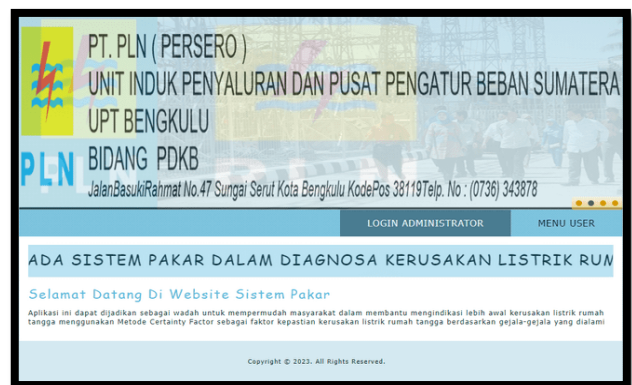 PT. PLN ( PERSERO )
UNIT INDUK PENYALURAN DAN PUSAT PENGATUR BEBAN SUMATERA
UPT BENGKULU
BIDANG PDKB
PLN
JalanBasukiRahmat No.47 Sungai Serut Kota Bengkulu KodePos 38119Telp. No : (0736) 343878
LOGIN ADMINISTRATOR MENU USER
ADA SISTEM PAKAR DALAM DIAGNOSA KERUSAKAN LISTRIK RUM
Selamat Datang Di Website Sistem Pakar
Aplikasi ini dapat dijadikan sebagai wadah untuk mempermudah masyarakat dalam membantu mengindikasi lebih awal kerusakan listrik rumah
tangga menggunakan Metode Certainty Factor sebagai faktor kepastian kerusakan listrik rumah tangga berdasarkan gejala-gejala yang dialami
Copyright © 2023. All Rights Reserved.